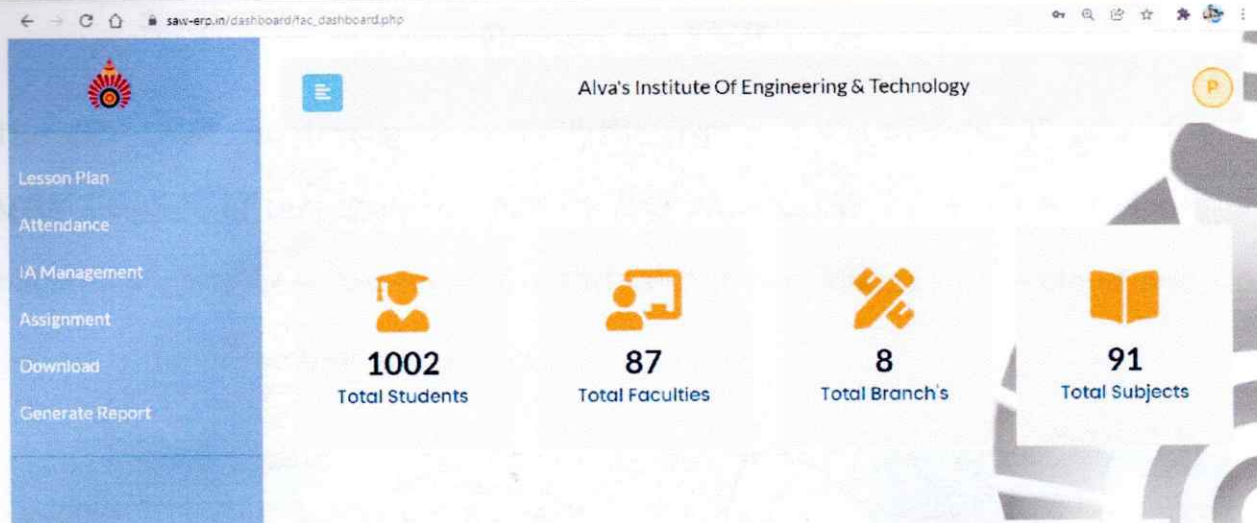 saw-erp.in/dashboard/fac_dashboard.php
Alva's Institute Of Engineering & Technology
P
Lesson Plan
Attendance
IA Management
Assignment
Download
Generate Report
1002
Total Students
87
Total Faculties
8
Total Branch's
91
Total Subjects